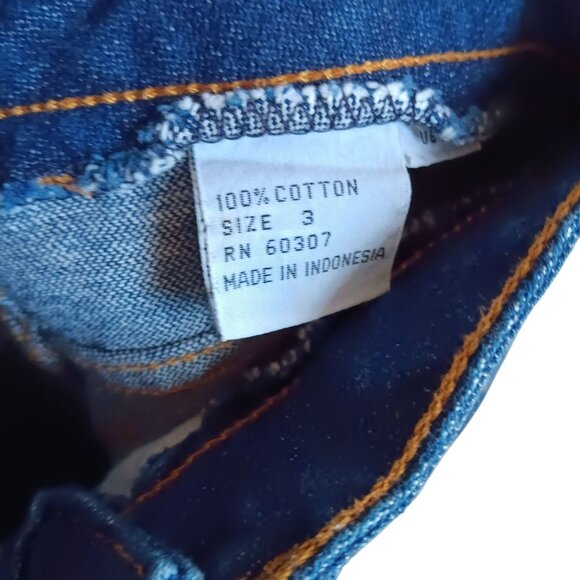 100% COTTON
SIZE 3
RN 60307
MADE IN INDONESIA